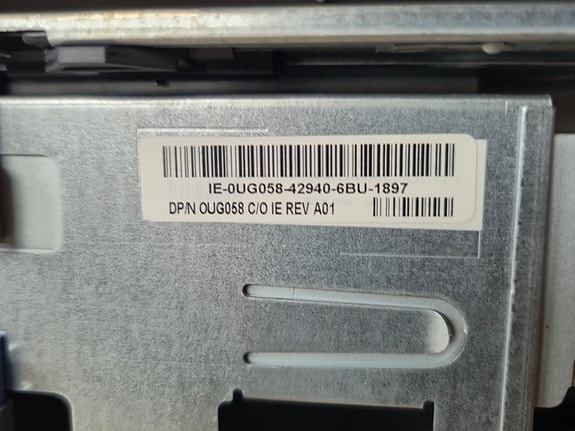 IE-0UG058-42940-6BU-1897
DP/N 0UG058 C/O IE REV A01